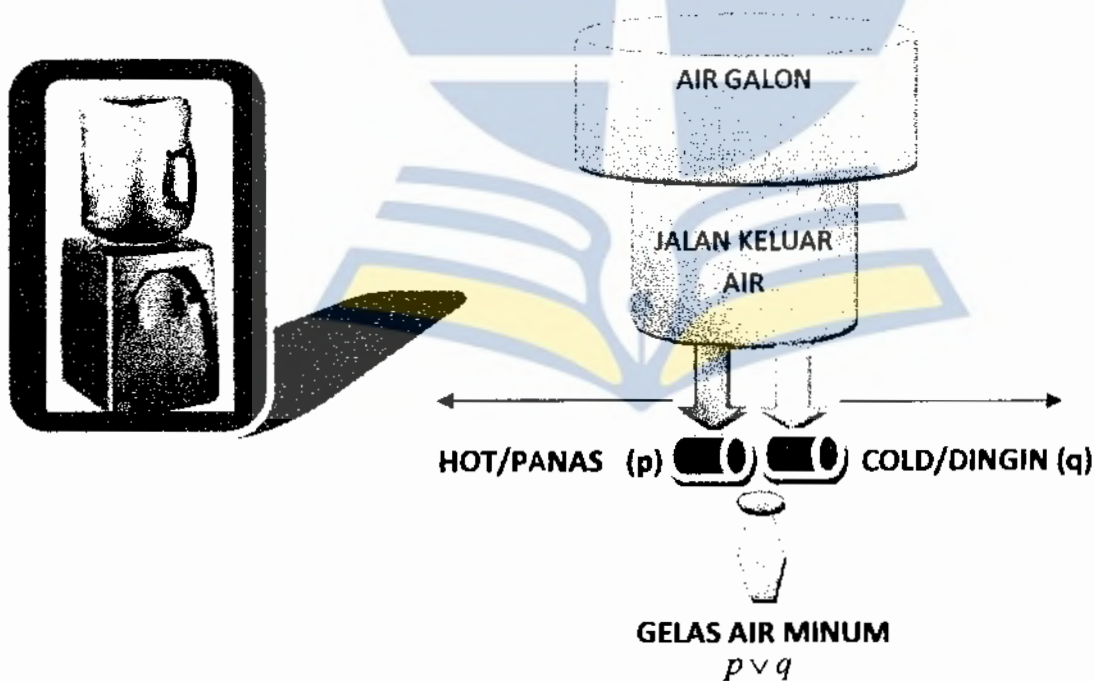 AIR GALON
JALAN KELUAR
AIR
HOT/PANAS (p)
COLD/DINGIN (q)
GELAS AIR MINUM
p ∨ q